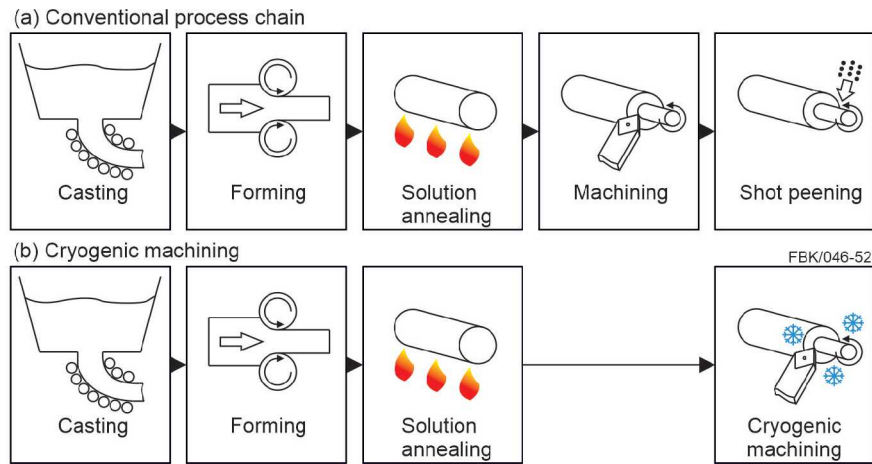 (a) Conventional process chain
Casting
Forming
Solution
annealing
Machining
Shot peening
(b) Cryogenic machining
FBK/046-52
Casting
Forming
Solution
annealing
Cryogenic
machining